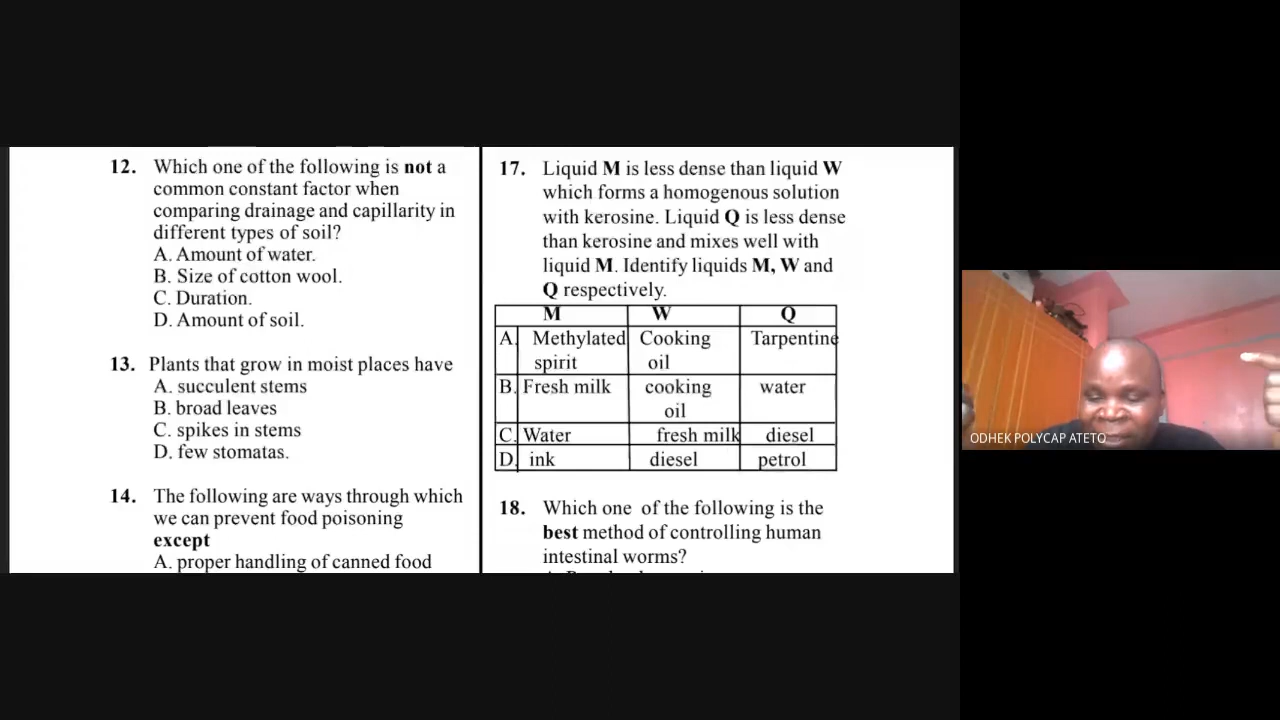 12. Which one of the following is not a
common constant factor when
comparing drainage and capillarity in
different types of soil?
A. Amount of water.
B. Size of cotton wool.
C. Duration.
D. Amount of soil.
13. Plants that grow in moist places have
A. succulent stems
B. broad leaves
C. spikes in stems
D. few stomatas.
14. The following are ways through which
we can prevent food poisoning
except
A. proper handling of canned food
17. Liquid M is less dense than liquid W
which forms a homogenous solution
with kerosine. Liquid Q is less dense
than kerosine and mixes well with
liquid M. Identify liquids M, W and
Q respectively.
M W Q
A. Methylated Cooking Tarpentine
spirit oil
B. Fresh milk cooking water
oil
C. Water fresh milk diesel
D. ink diesel petrol
18. Which one of the following is the
best method of controlling human
intestinal worms?
ODHEK POLYCAP ATETO